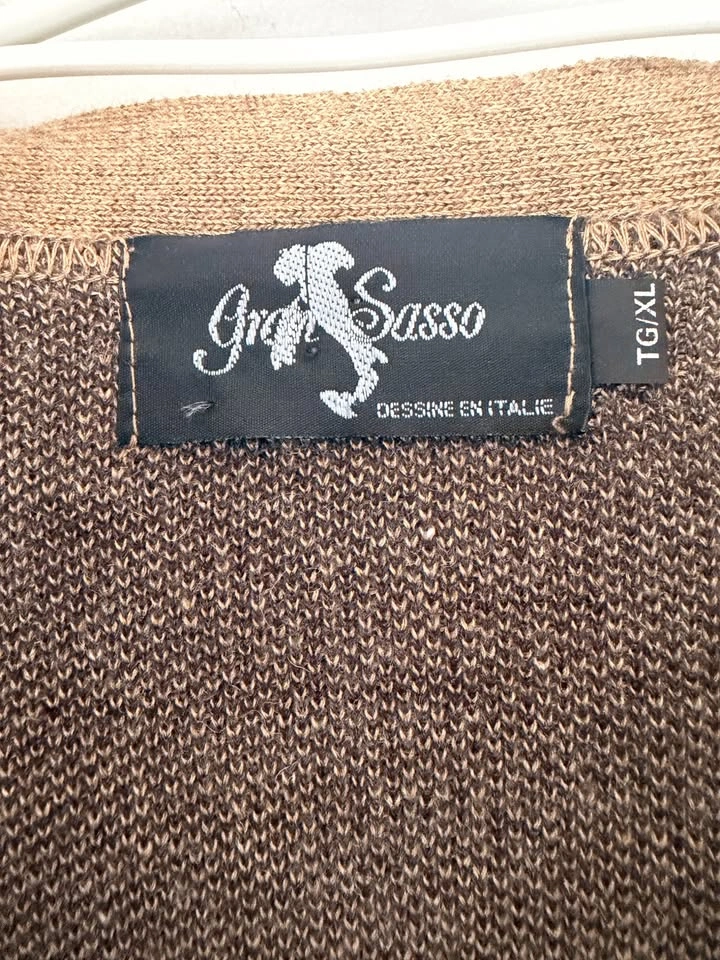 Gran Sasso
DESSINE EN ITALIE
TG/XL